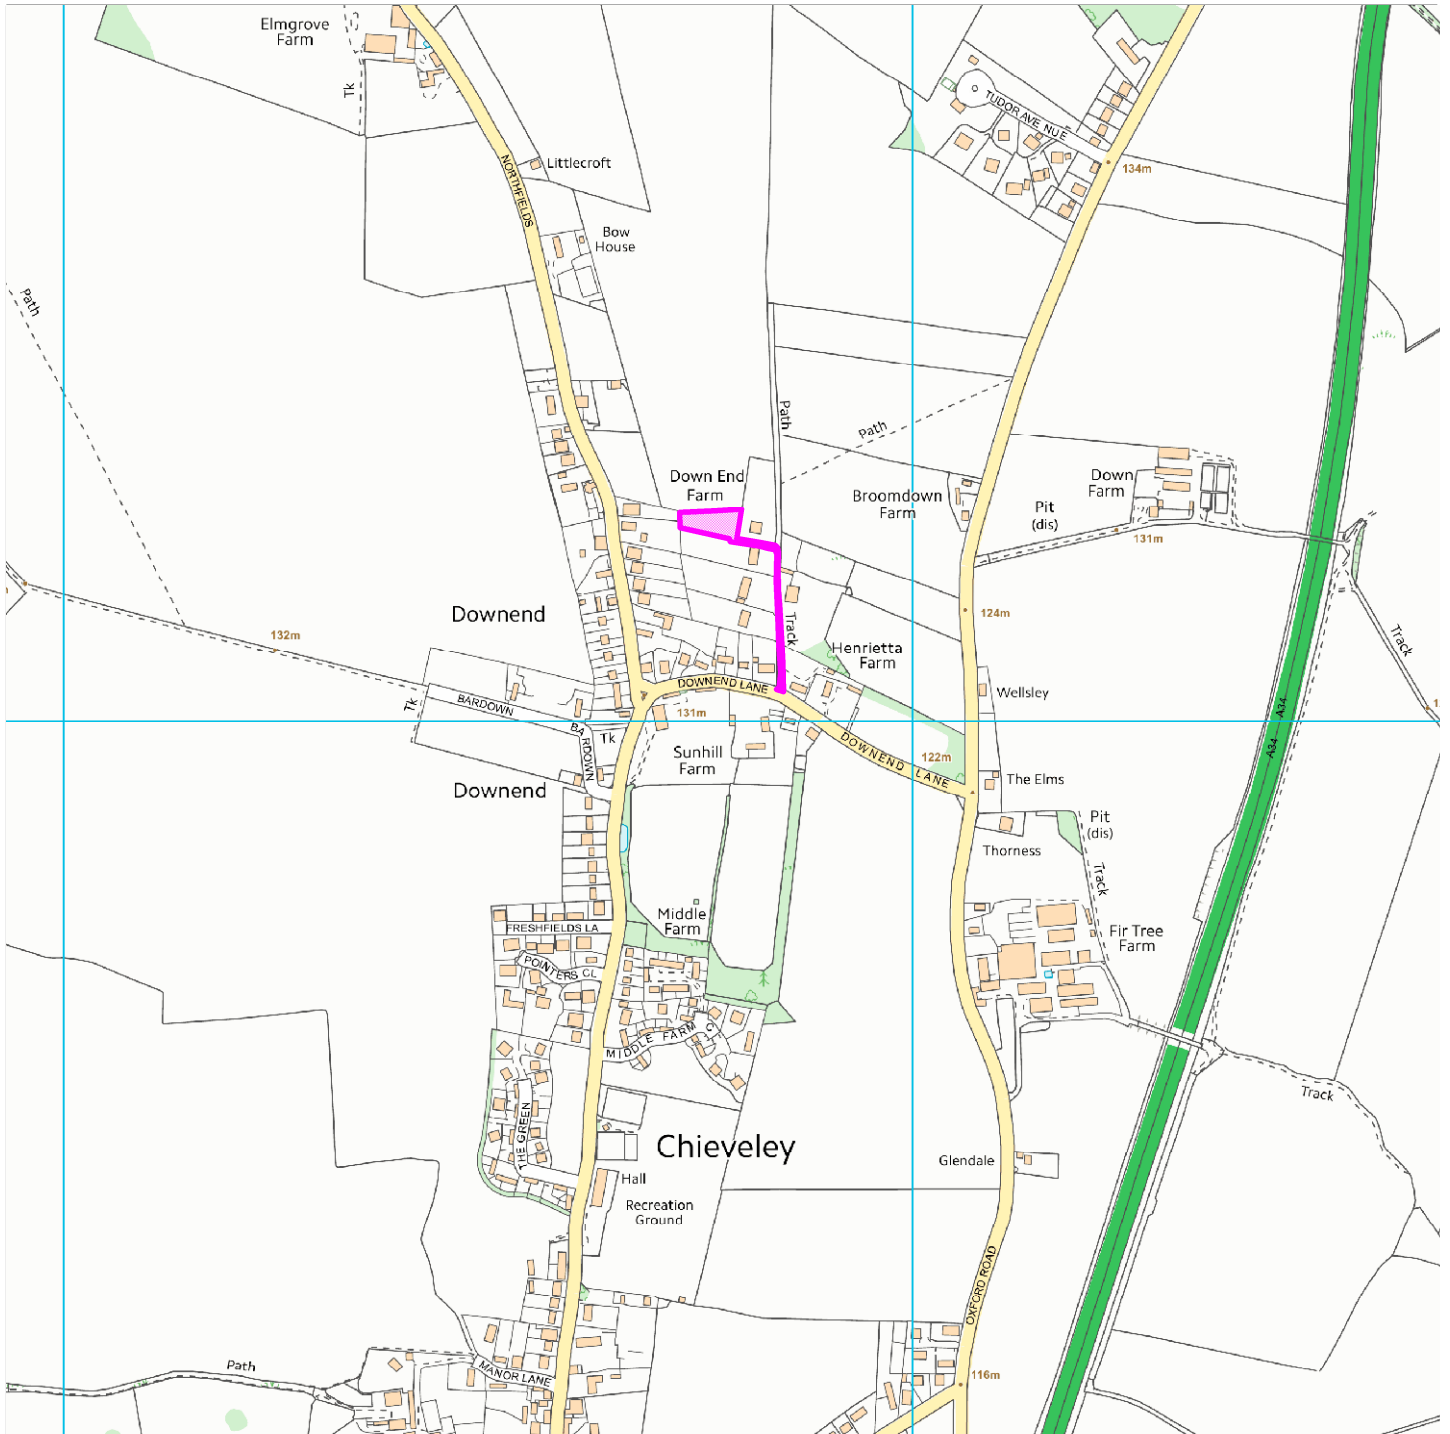 Elmgrove
Farm
Tk
TUDOR AVENUE
134m
NORTHFIELDS
Littlecroft
Bow
House
Path
Path
Path
Down End
Farm
Broomdown
Farm
Down
Farm
Pit
(dis)
131m
Downend
132m
124m
Track
Track
Henrietta
Farm
DOWNEND LANE
Wellsley
Tk
BARDOWN
BARDOWN
131m
Tk
Sunhill
Farm
DOWNEND LANE
122m
A34
A34
The Elms
Downend
Pit
(dis)
Thorness
Track
Middle
Farm
FRESHFIELDS LA
Fir Tree
Farm
POINTERS CL
MIDDLE FARM C
Track
THE GREEN
Chieveley
Glendale
Hall
Recreation
Ground
OXFORD ROAD
Path
MANOR LANE
116m